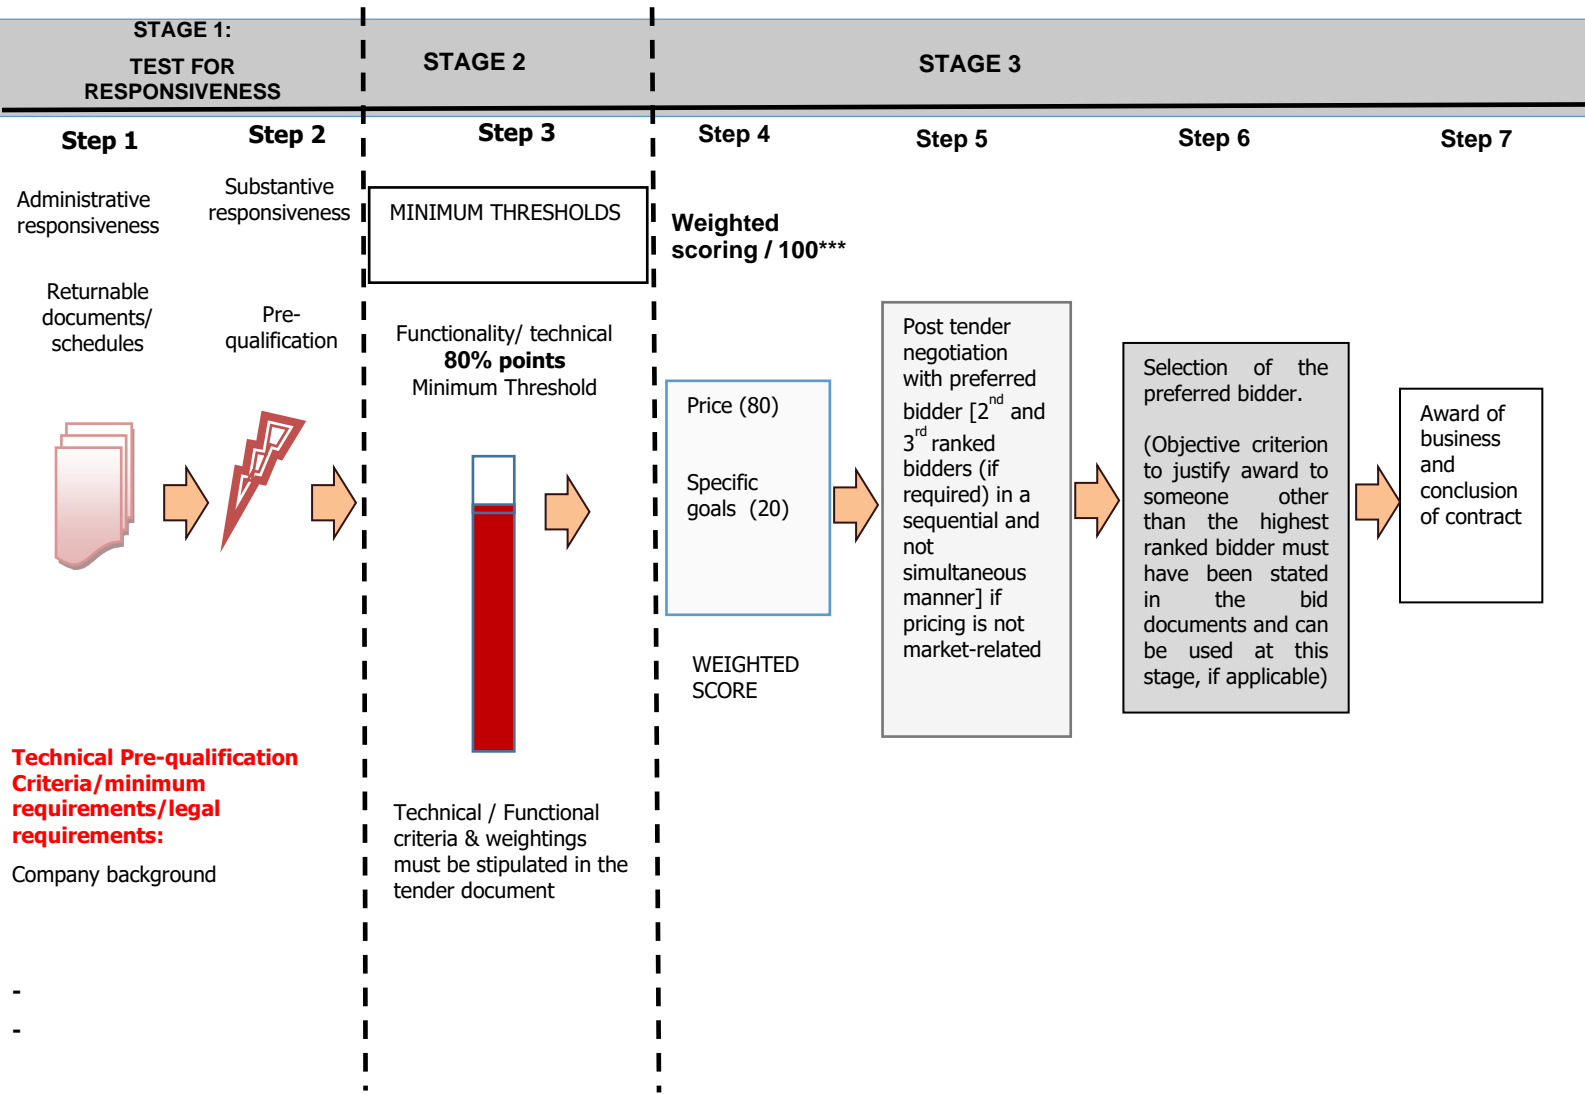 STAGE 1:
TEST FOR
RESPONSIVENESS
STAGE 2
STAGE 3
Step 1
Step 2
Step 3
Step 4
Step 5
Step 6
Step 7
Administrative
responsiveness
Substantive
responsiveness
MINIMUM THRESHOLDS
Weighted
scoring / 100***
Returnable
documents/
schedules
Pre-
qualification
Functionality/ technical
80% points
Minimum Threshold
Price (80)
Specific
goals (20)
WEIGHTED
SCORE
Post tender
negotiation
with preferred
bidder [2nd and
3rd ranked
bidders (if
required) in a
sequential and
not
simultaneous
manner] if
pricing is not
market-related
Selection of the
preferred bidder.
(Objective criterion
to justify award to
someone other
than the highest
ranked bidder must
have been stated
in the bid
documents and can
be used at this
stage, if applicable)
Award of
business
and
conclusion
of contract
Technical Pre-qualification
Criteria/minimum
requirements/legal
requirements:
Company background
-
-
Technical / Functional
criteria & weightings
must be stipulated in the
tender document